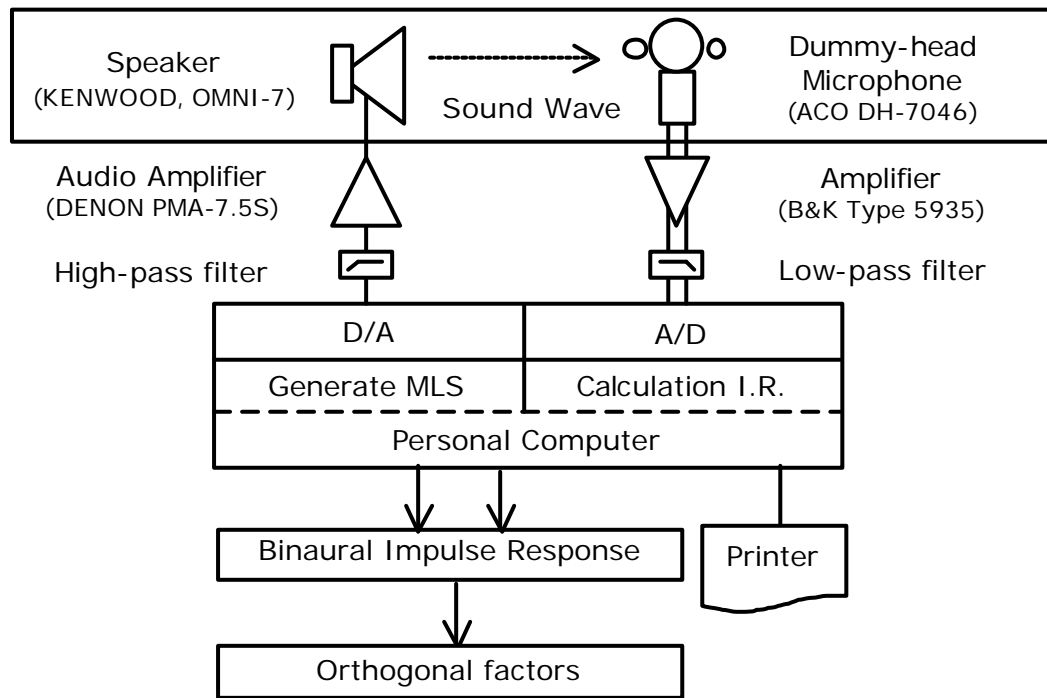 Speaker
(KENWOOD, OMNI-7)
Sound Wave
Dummy-head
Microphone
(ACO DH-7046)
Audio Amplifier
(DENON PMA-7.5S)
Amplifier
(B&K Type 5935)
High-pass filter
Low-pass filter
D/A
A/D
Generate MLS
Calculation I.R.
Personal Computer
Binaural Impulse Response
Printer
Orthogonal factors